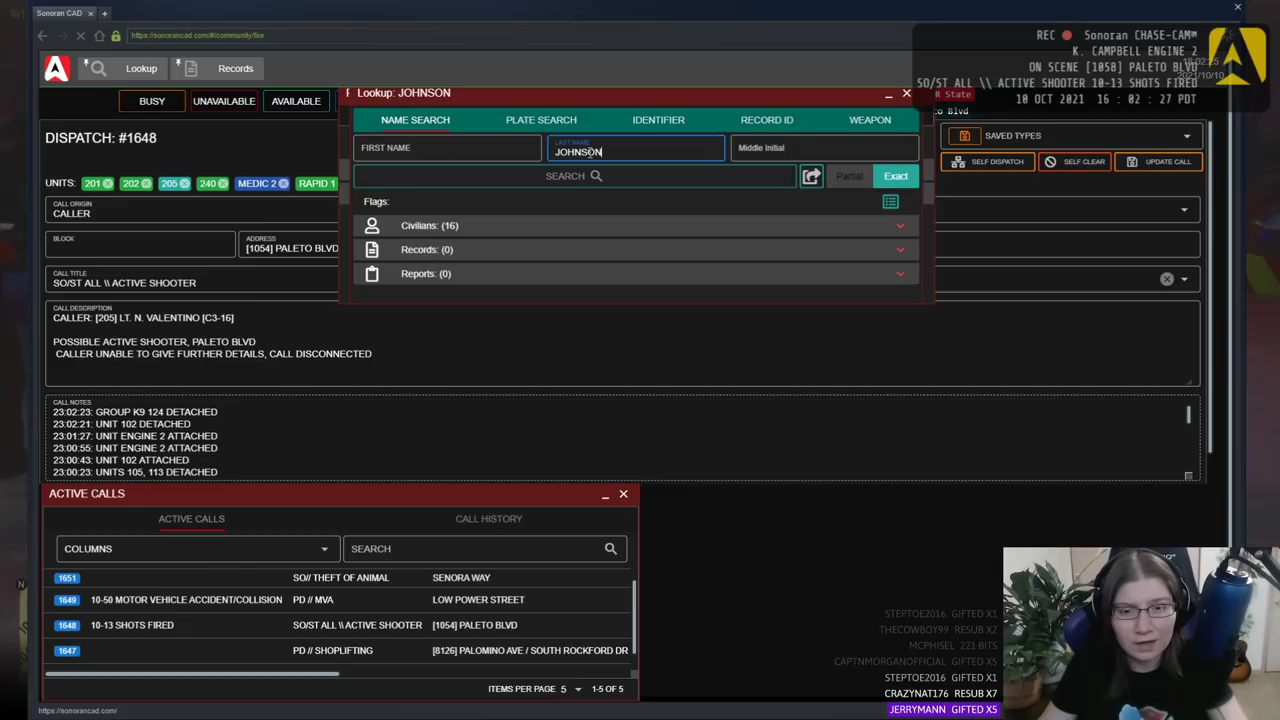 Sonoran CAD
https://sonorancad.com/#/community/fire
REC Sonoran CHASE-CAM™
K. CAMPBELL ENGINE 2
ON SCENE [1058] PALETO BLVD
SO/ST ALL \\ ACTIVE SHOOTER 10-13 SHOTS FIRED
10 OCT 2021 16:02:27 PDT
18:02:25
2021/10/10
Lookup
Records
BUSY
UNAVAILABLE
AVAILABLE
Lookup: JOHNSON
R State
NAME SEARCH
PLATE SEARCH
IDENTIFIER
RECORD ID
WEAPON
FIRST NAME
LAST NAME
JOHNSON
Middle Initial
SEARCH
Partial
Exact
Flags:
Civilians: (16)
Records: (0)
Reports: (0)
SAVED TYPES
SELF DISPATCH
SELF CLEAR
UPDATE CALL
DISPATCH: #1648
UNITS: 201 202 205 240 MEDIC 2 RAPID 1
CALL ORIGIN
CALLER
BLOCK
ADDRESS
[1054] PALETO BLVD
CALL TITLE
SO/ST ALL \\ ACTIVE SHOOTER
CALL DESCRIPTION
CALLER: [205] LT. N. VALENTINO [C3-16]
POSSIBLE ACTIVE SHOOTER, PALETO BLVD
CALLER UNABLE TO GIVE FURTHER DETAILS, CALL DISCONNECTED
CALL NOTES
23:02:23: GROUP K9 124 DETACHED
23:02:21: UNIT 102 DETACHED
23:01:27: UNIT ENGINE 2 ATTACHED
23:00:55: UNIT ENGINE 2 ATTACHED
23:00:43: UNIT 102 ATTACHED
23:00:23: UNITS 105, 113 DETACHED
ACTIVE CALLS
ACTIVE CALLS
CALL HISTORY
COLUMNS
SEARCH
1651 SO// THEFT OF ANIMAL SENORA WAY
1649 10-50 MOTOR VEHICLE ACCIDENT/COLLISION PD // MVA LOW POWER STREET
1648 10-13 SHOTS FIRED SO/ST ALL \\ ACTIVE SHOOTER [1054] PALETO BLVD
1647 PD // SHOPLIFTING [8126] PALOMINO AVE / SOUTH ROCKFORD DR
ITEMS PER PAGE 5 1-5 OF 5
https://sonorancad.com/
STEPTOE2016 GIFTED X1
THECOWBOY99 RESUB X2
MCPHISEL 221 BITS
CAPTNMORGANOFFICIAL GIFTED X5
STEPTOE2016 GIFTED X1
CRAZYNAT176 RESUB X7
JERRYMANN GIFTED X5